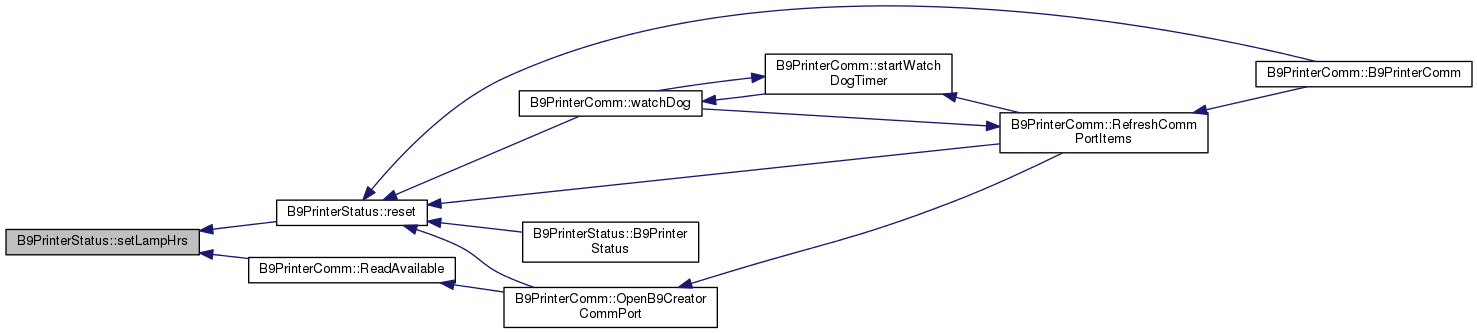 B9PrinterStatus::setLampHrs
B9PrinterStatus::reset
B9PrinterComm::ReadAvailable
B9PrinterComm::watchDog
B9PrinterStatus::B9Printer
Status
B9PrinterComm::OpenB9Creator
CommPort
B9PrinterComm::startWatch
DogTimer
B9PrinterComm::RefreshComm
PortItems
B9PrinterComm::B9PrinterComm